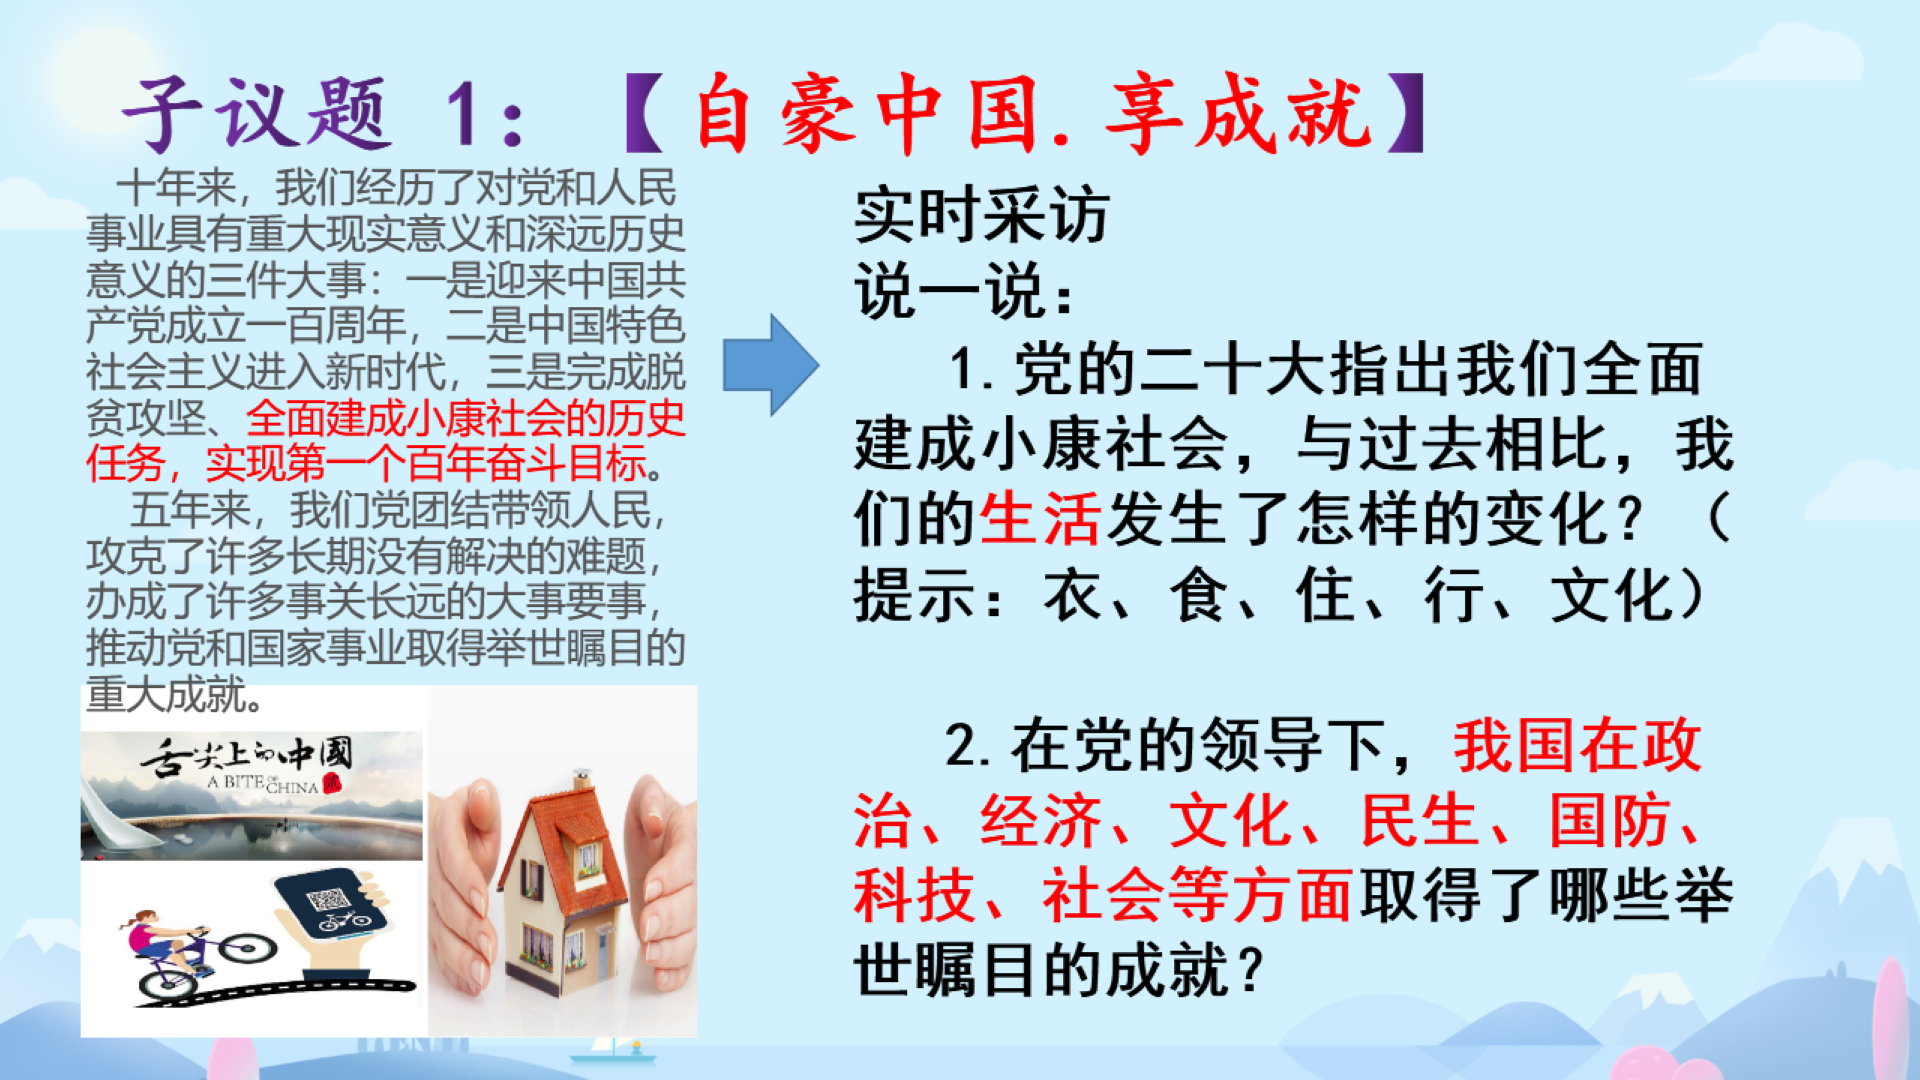 子议题 1：【自豪中国.享成就】
十年来，我们经历了对党和人民
事业具有重大现实意义和深远历史
意义的三件大事：一是迎来中国共
产党成立一百周年，二是中国特色
社会主义进入新时代，三是完成脱
贫攻坚、全面建成小康社会的历史
任务，实现第一个百年奋斗目标。
五年来，我们党团结带领人民，
攻克了许多长期没有解决的难题，
办成了许多事关长远的大事要事，
推动党和国家事业取得举世瞩目的
重大成就。
舌尖上的中國
A BITE OF CHINA
贰
实时采访
说一说：
1.党的二十大指出我们全面
建成小康社会，与过去相比，我
们的生活发生了怎样的变化？（
提示：衣、食、住、行、文化）
2.在党的领导下，我国在政
治、经济、文化、民生、国防、
科技、社会等方面取得了哪些举
世瞩目的成就？